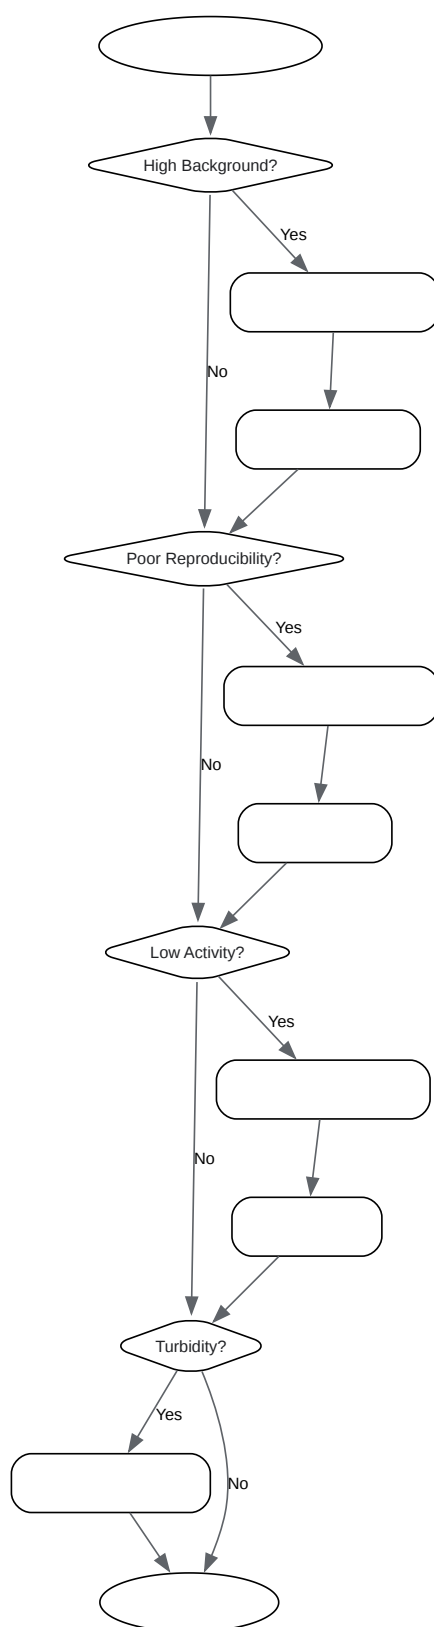 High Background?
Yes
No
Poor Reproducibility?
Yes
No
Low Activity?
Yes
No
Turbidity?
Yes
No